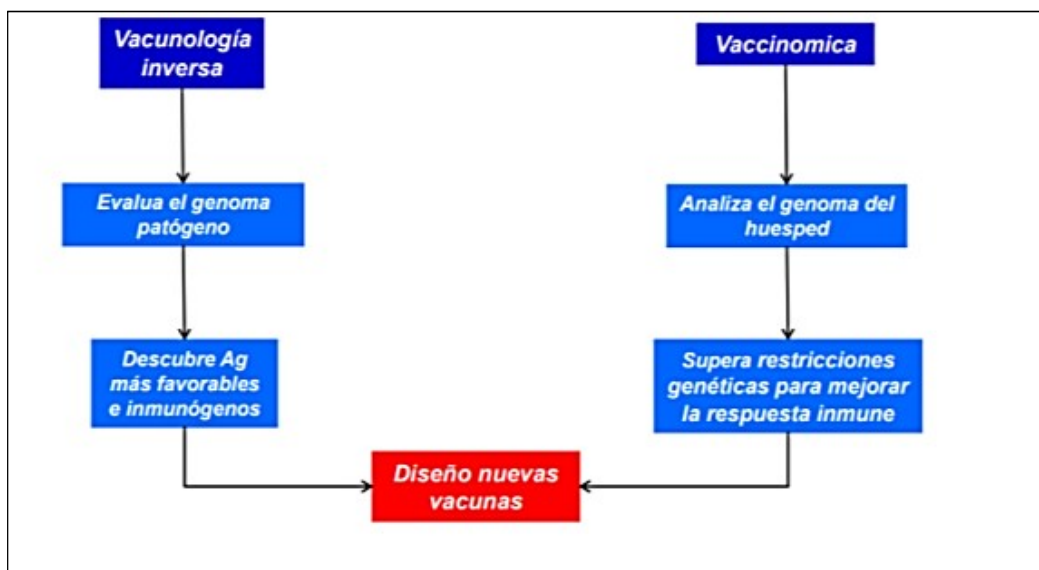 Vacunología
inversa
Vaccinomica
Evalua el genoma
patógeno
Analiza el genoma del
huesped
Descubre Ag
más favorables
e inmunógenos
Supera restricciones
genéticas para mejorar
la respuesta inmune
Diseño nuevas
vacunas